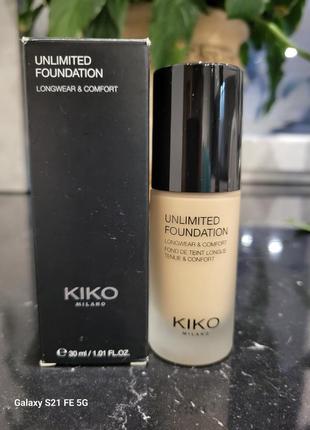 UNLIMITED
FOUNDATION
LONGWEAR & COMFORT
KIKO
MILANO
℮ 30 ml / 1.01 FL.OZ.
UNLIMITED
FOUNDATION
LONGWEAR & COMFORT
FOND DE TEINT LONGUE
TENUE & CONFORT
KIKO
MILANO
Galaxy S21 FE 5G